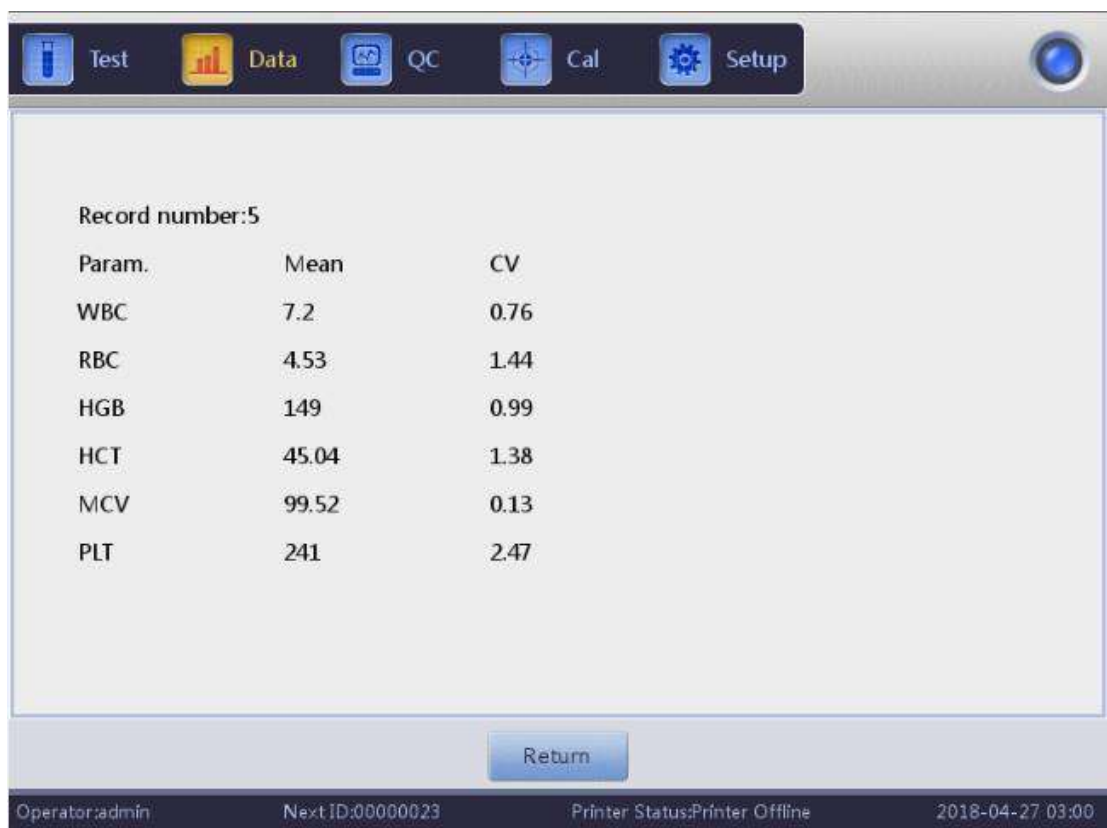 Test Data QC Cal Setup
Record number:5
Param. Mean CV
WBC 7.2 0.76
RBC 4.53 1.44
HGB 149 0.99
HCT 45.04 1.38
MCV 99.52 0.13
PLT 241 2.47
Return
Operator:admin Next ID:00000023 Printer Status:Printer Offline 2018-04-27 03:00